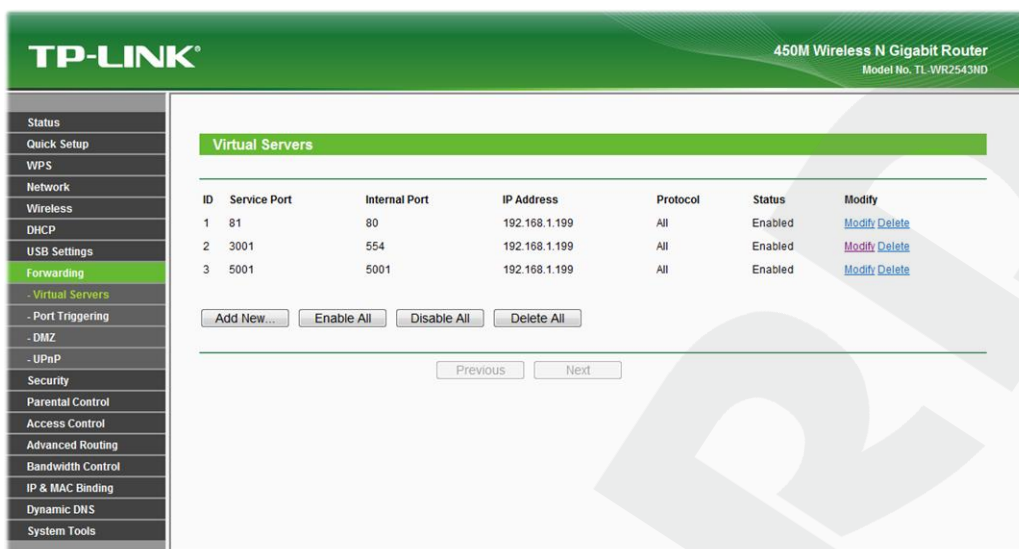 TP-LINK®
450M Wireless N Gigabit Router
Model No. TL-WR2543ND
Status
Quick Setup
WPS
Network
Wireless
DHCP
USB Settings
Forwarding
- Virtual Servers
- Port Triggering
- DMZ
- UPnP
Security
Parental Control
Access Control
Advanced Routing
Bandwidth Control
IP & MAC Binding
Dynamic DNS
System Tools
Virtual Servers
ID Service Port Internal Port IP Address Protocol Status Modify
1 81 80 192.168.1.199 All Enabled Modify Delete
2 3001 554 192.168.1.199 All Enabled Modify Delete
3 5001 5001 192.168.1.199 All Enabled Modify Delete
Add New... Enable All Disable All Delete All
Previous Next